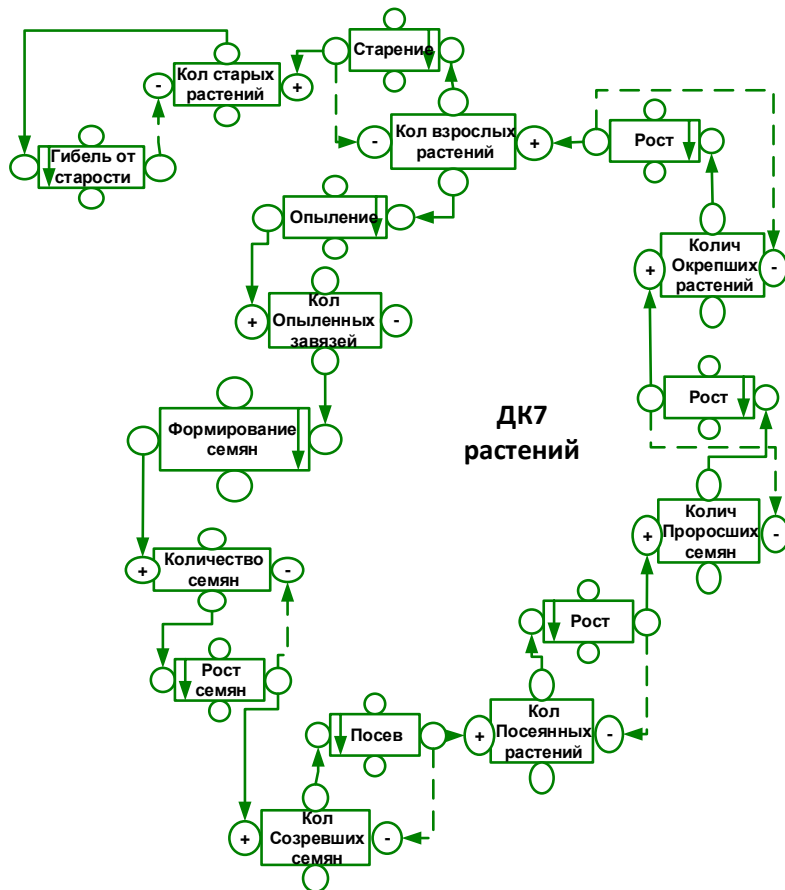 Старение
Кол старых
растений
-
+
Гибель от
старости
-
Кол взрослых
растений
+
Рост
Опыление
+
Колич
Окрепших
растений
-
+
Кол
Опыленных
завязей
-
Рост
ДК7
растений
Формирование
семян
+
Колич
Проросших
семян
-
+
Количество
семян
-
Рост
Рост
семян
Посев
+
Кол
Посеянных
растений
-
+
Кол
Созревших
семян
-